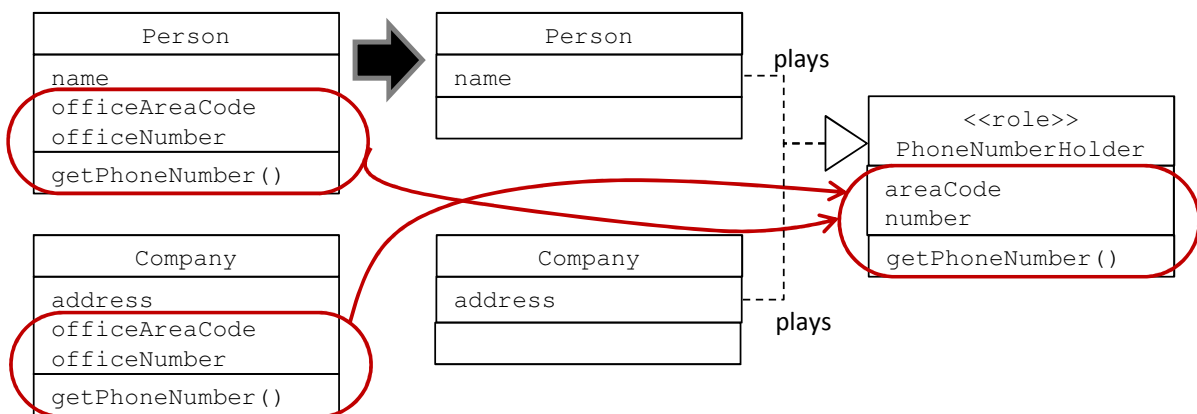 Person
name
officeAreaCode
officeNumber
getPhoneNumber()
Person
name
plays
<<role>>
PhoneNumberHolder
areaCode
number
getPhoneNumber()
Company
address
officeAreaCode
officeNumber
getPhoneNumber()
Company
address
plays